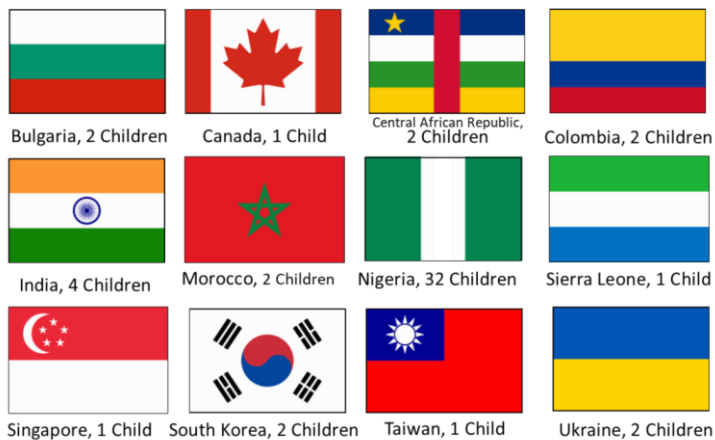 Bulgaria, 2 Children
Canada, 1 Child
Central African Republic,
2 Children
Colombia, 2 Children
India, 4 Children
Morocco, 2 Children
Nigeria, 32 Children
Sierra Leone, 1 Child
Singapore, 1 Child
South Korea, 2 Children
Taiwan, 1 Child
Ukraine, 2 Children